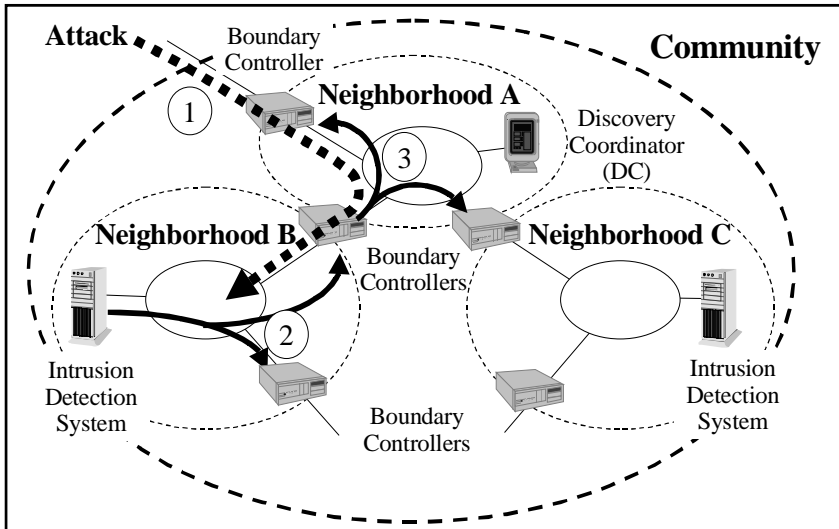 Attack
Boundary
Controller
Community
1
Neighborhood A
Discovery
Coordinator
(DC)
3
Neighborhood B
Boundary
Controllers
Neighborhood C
2
Intrusion
Detection
System
Boundary
Controllers
Intrusion
Detection
System